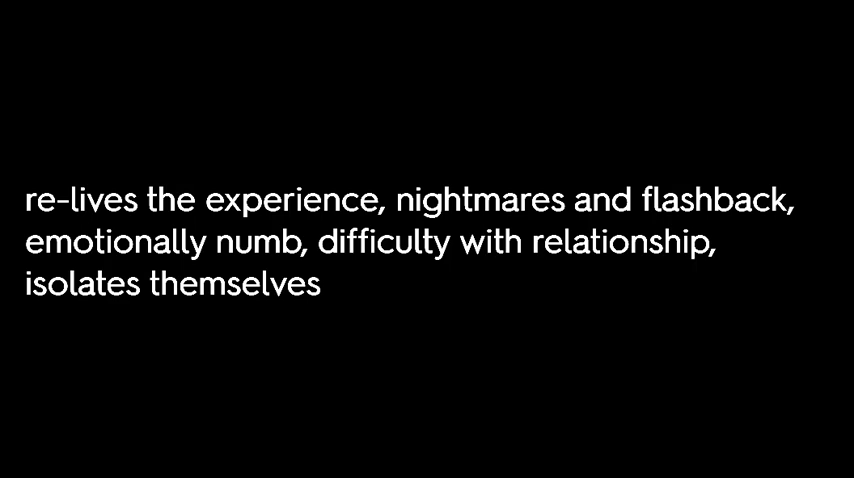 re-lives the experience, nightmares and flashback,
emotionally numb, difficulty with relationship,
isolates themselves